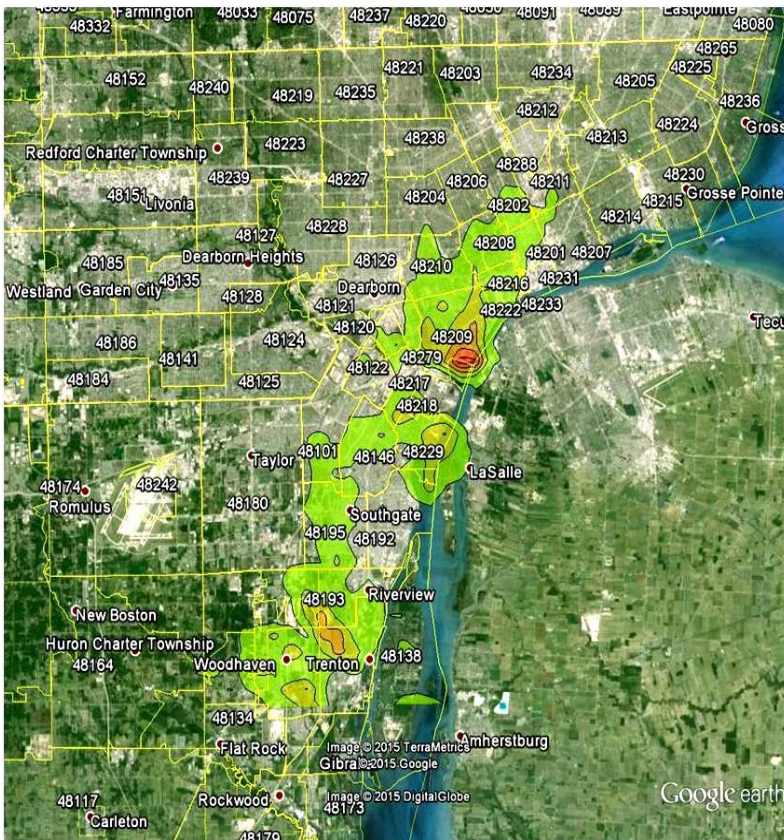 Farmington
48033
48075
48237
48220
48091
48089
Eastpointe
48080
48332
48265
48221
48203
48234
48225
48152
48240
48219
48235
48205
48212
48236
48223
48238
48213
48224
Gross
Redford Charter Township
48288
48239
48227
48206
48211
48230
48151
Livonia
48204
48202
48215
Grosse Pointe
48214
48228
48127
48208
48185
Dearborn Heights
48126
48210
48201
48207
48135
48231
Westland
Garden City
48128
Dearborn
48216
48121
48222
48233
Tecu
48120
48186
48124
48209
48141
48122
48279
48184
48125
48217
48218
48101
48146
48229
Taylor
LaSalle
48174
48242
Romulus
48180
Southgate
48195
48192
48193
Riverview
New Boston
Huron Charter Township
48164
Woodhaven
Trenton
48138
48134
Flat Rock
Image © 2015 TerraMetrics
Amherstburg
Gibra
© 2015 Google
48117
Rockwood
Image © 2015 DigitalGlobe
Google earth
48173
Carleton
48179